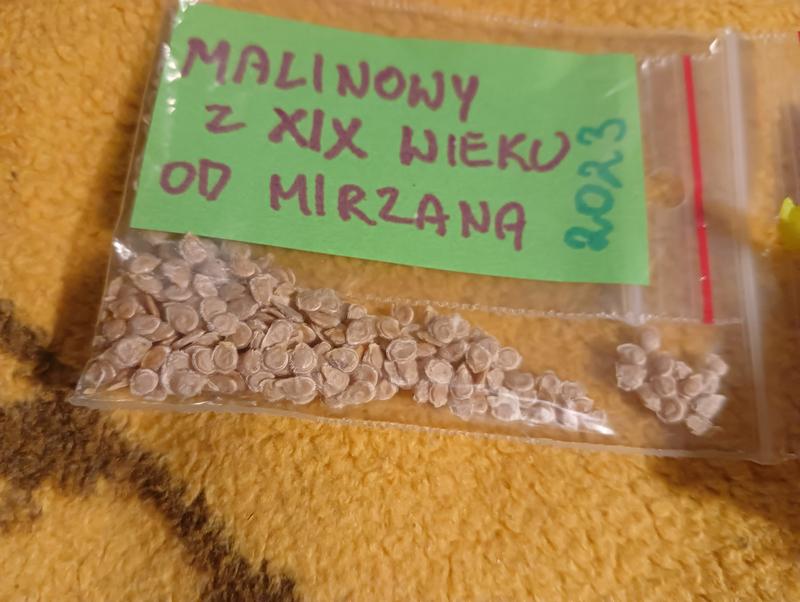 MALINOWY
Z XIX WIEKU
OD MIRZANA
2023